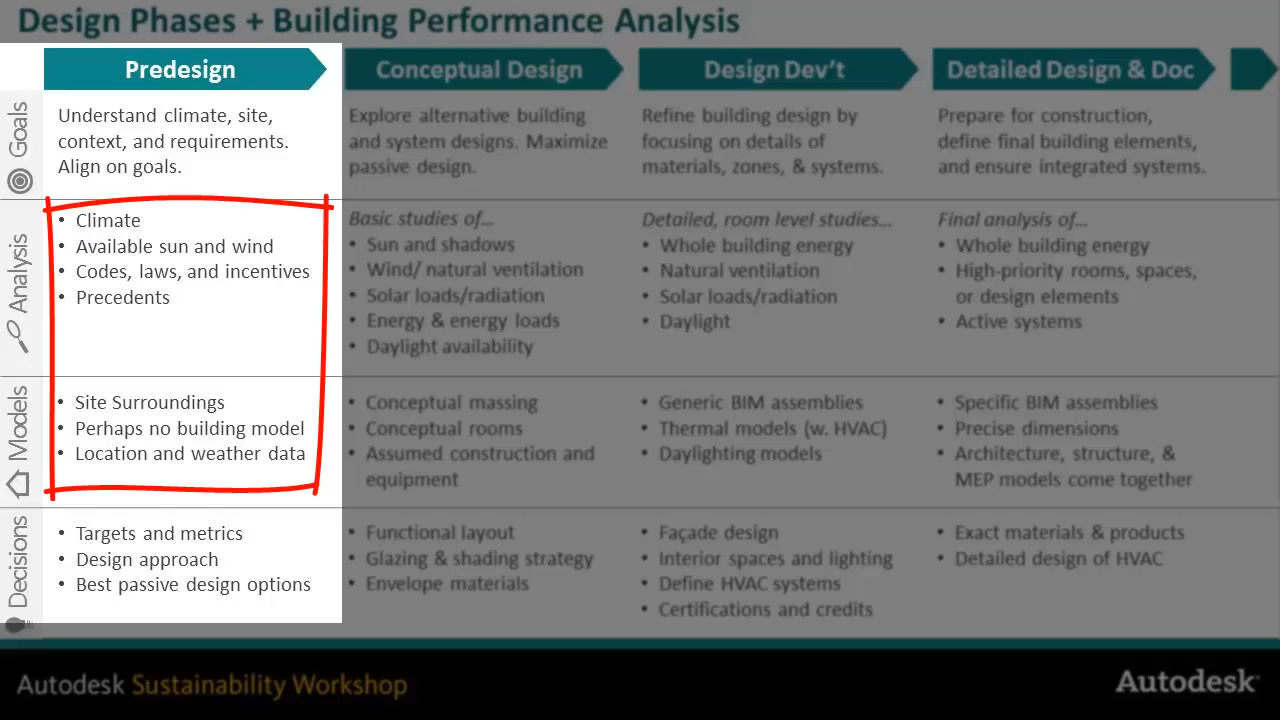 Design Phases + Building Performance Analysis
Predesign
Conceptual Design
Design Dev't
Detailed Design & Doc
Goals
Understand climate, site,
context, and requirements.
Align on goals.
Explore alternative building
and system designs. Maximize
passive design.
Refine building design by
focusing on details of
materials, zones, & systems.
Prepare for construction,
define final building elements,
and ensure integrated systems.
Analysis
• Climate
• Available sun and wind
• Codes, laws, and incentives
• Precedents
Basic studies of...
• Sun and shadows
• Wind/ natural ventilation
• Solar loads/radiation
• Energy & energy loads
• Daylight availability
Detailed, room level studies...
• Whole building energy
• Natural ventilation
• Solar loads/radiation
• Daylight
Final analysis of...
• Whole building energy
• High-priority rooms, spaces,
or design elements
• Active systems
Models
• Site Surroundings
• Perhaps no building model
• Location and weather data
• Conceptual massing
• Conceptual rooms
• Assumed construction and
equipment
• Generic BIM assemblies
• Thermal models (w. HVAC)
• Daylighting models
• Specific BIM assemblies
• Precise dimensions
• Architecture, structure, &
MEP models come together
Decisions
• Targets and metrics
• Design approach
• Best passive design options
• Functional layout
• Glazing & shading strategy
• Envelope materials
• Façade design
• Interior spaces and lighting
• Define HVAC systems
• Certifications and credits
• Exact materials & products
• Detailed design of HVAC
Autodesk Sustainability Workshop
Autodesk